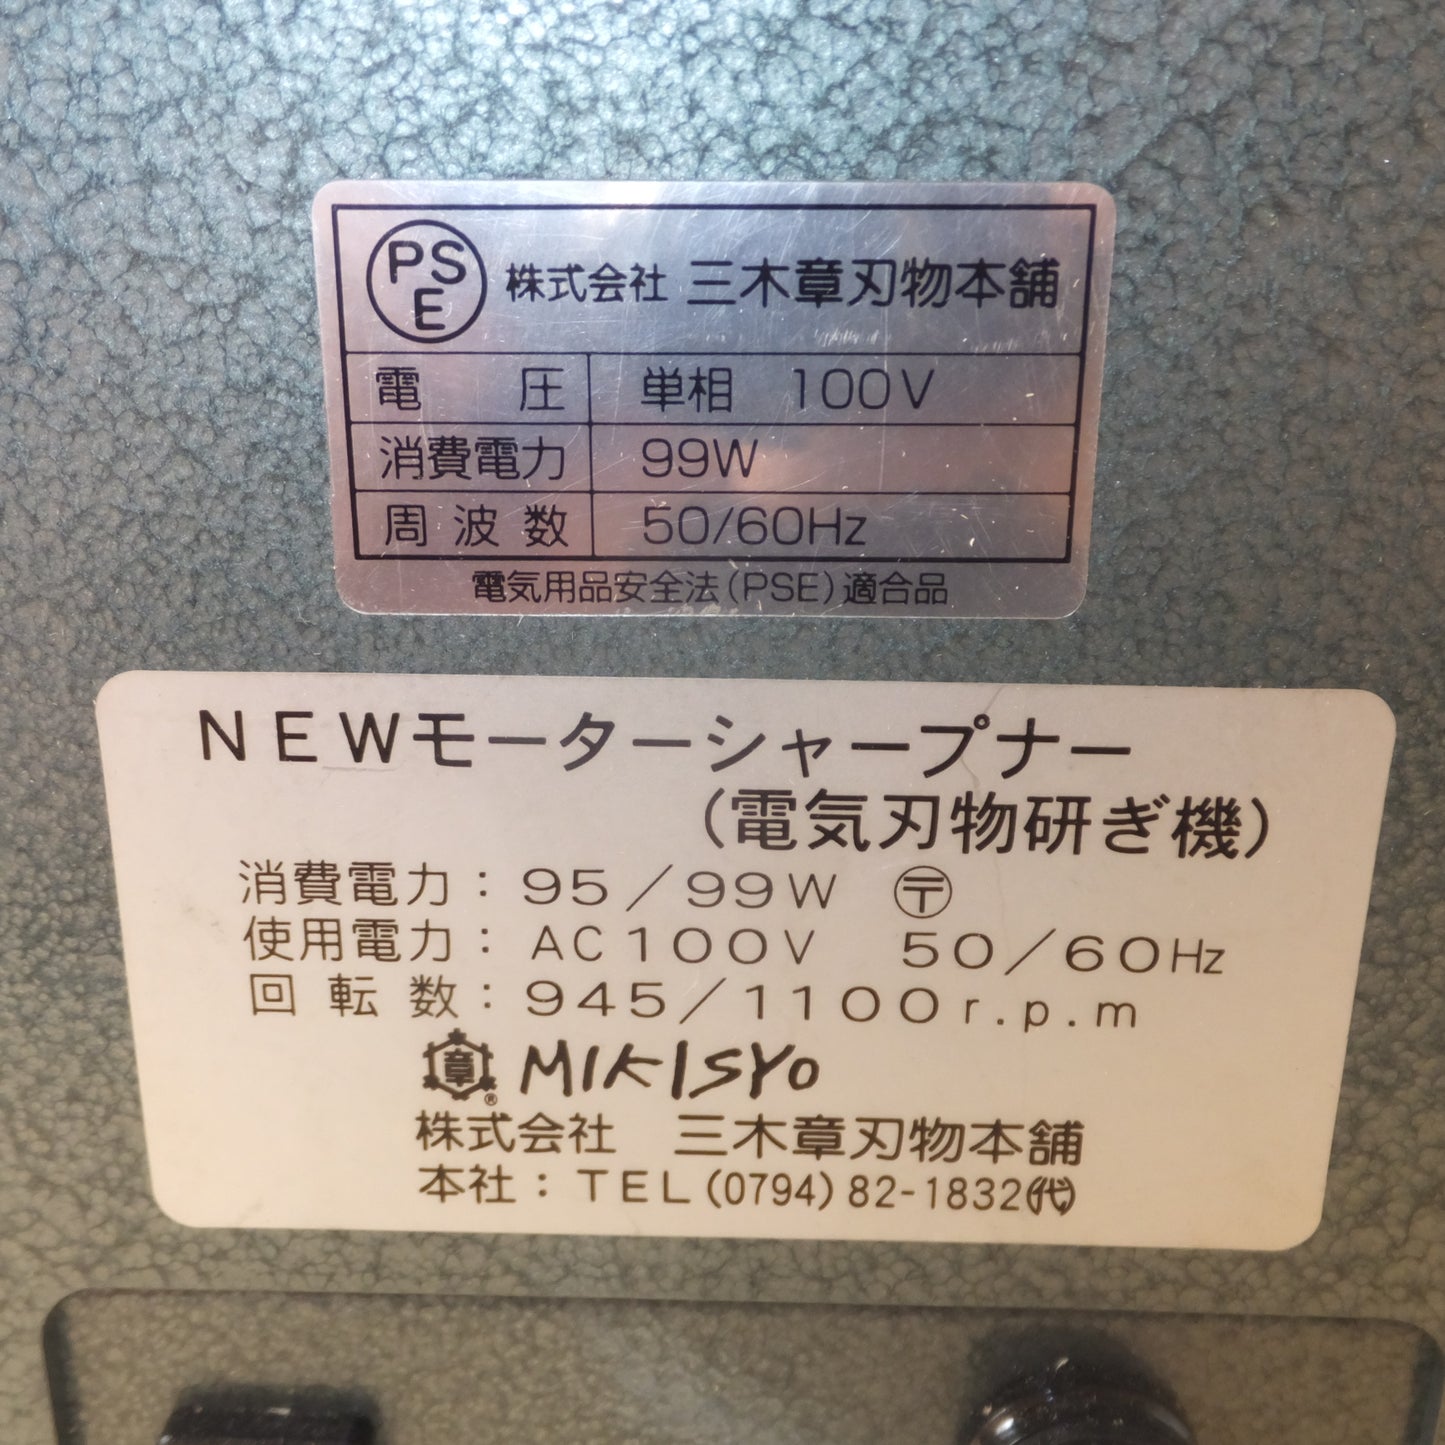 PSE 株式会社 三木章刃物本舗
電圧 単相 100V
消費電力 99W
周波数 50/60Hz
電気用品安全法(PSE)適合品
NEWモーターシャープナー
(電気刃物研ぎ機)
消費電力：95／99W 〶
使用電力：AC100V 50／60Hz
回転数：945／1100r.p.m
章® MIKISYO
株式会社 三木章刃物本舗
本社：TEL(0794)82-1832㈹